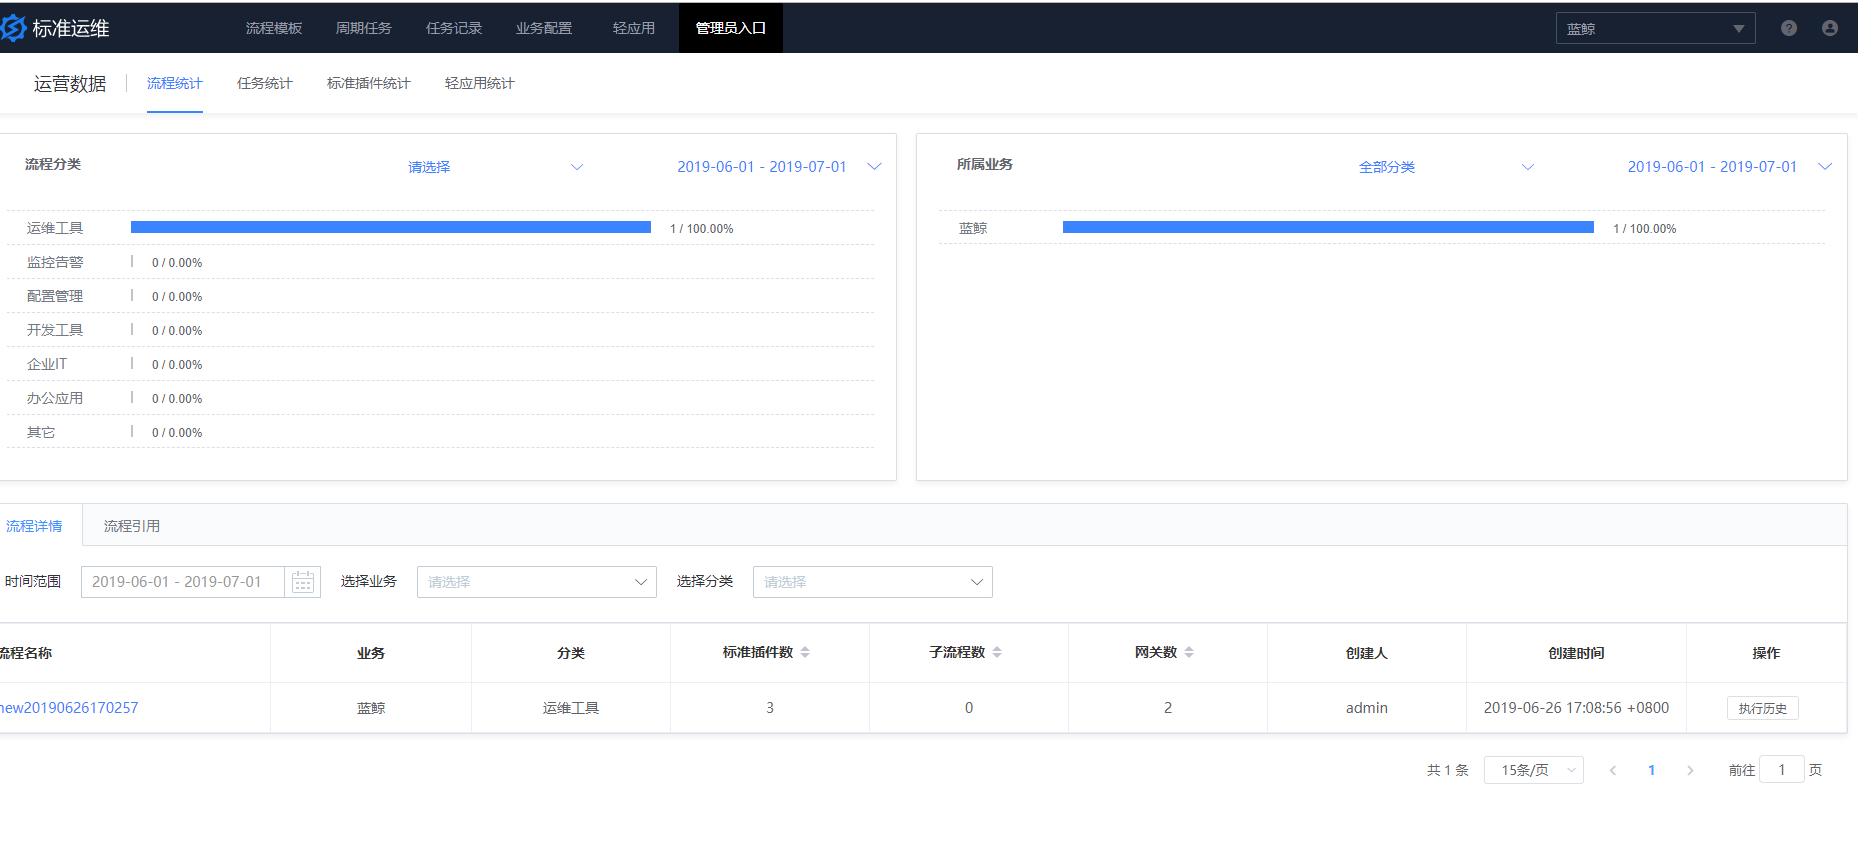 标准运维 流程模板 周期任务 任务记录 业务配置 轻应用 管理员入口 蓝鲸
运营数据 流程统计 任务统计 标准插件统计 轻应用统计
流程分类 请选择 2019-06-01 - 2019-07-01
运维工具 1 / 100.00%
监控告警 0 / 0.00%
配置管理 0 / 0.00%
开发工具 0 / 0.00%
企业IT 0 / 0.00%
办公应用 0 / 0.00%
其它 0 / 0.00%
所属业务 全部分类 2019-06-01 - 2019-07-01
蓝鲸 1 / 100.00%
流程详情 流程引用
时间范围 2019-06-01 - 2019-07-01 选择业务 请选择 选择分类 请选择
流程名称 业务 分类 标准插件数 子流程数 网关数 创建人 创建时间 操作
new20190626170257 蓝鲸 运维工具 3 0 2 admin 2019-06-26 17:08:56 +0800 执行历史
共 1 条 15条/页 1 前往 1 页